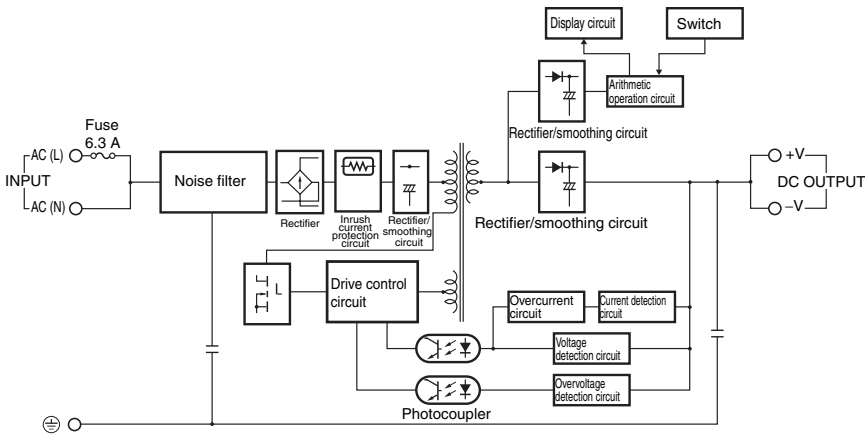 Display circuit
Switch
Arithmetic
operation circuit
Rectifier/smoothing circuit
Fuse
6.3 A
AC (L)
INPUT
AC (N)
Noise filter
Rectifier
Inrush
current
protection
circuit
Rectifier/
smoothing
circuit
Rectifier/smoothing circuit
+V
DC OUTPUT
−V
Drive control
circuit
Overcurrent
circuit
Current detection
circuit
Voltage
detection circuit
Overvoltage
detection circuit
Photocoupler